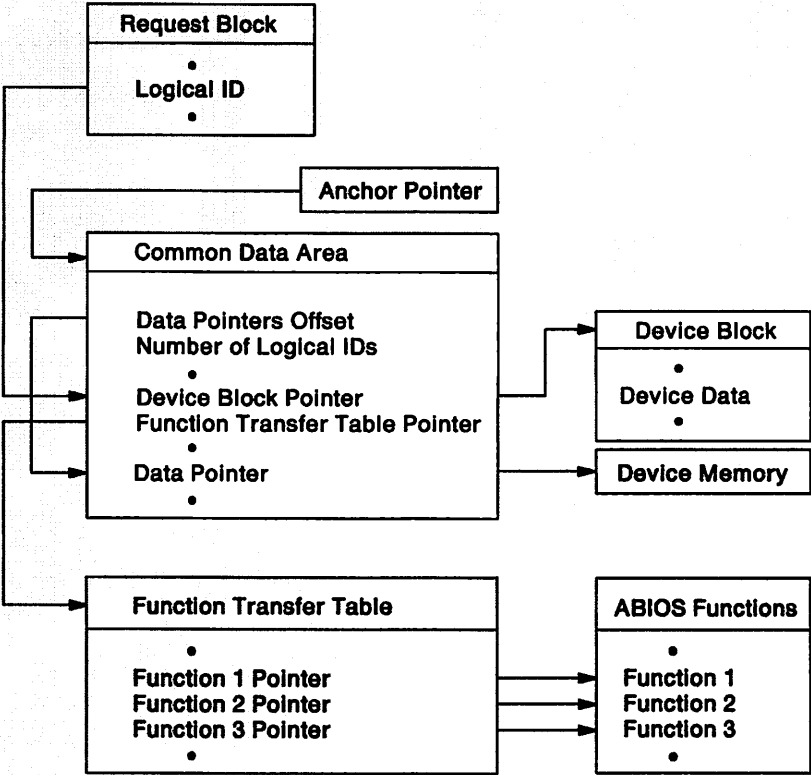 Request Block
•
Logical ID
•
Anchor Pointer
Common Data Area
Data Pointers Offset
Number of Logical IDs
•
Device Block Pointer
Function Transfer Table Pointer
•
Data Pointer
•
Device Block
•
Device Data
•
Device Memory
Function Transfer Table
•
Function 1 Pointer
Function 2 Pointer
Function 3 Pointer
•
ABIOS Functions
•
Function 1
Function 2
Function 3
•